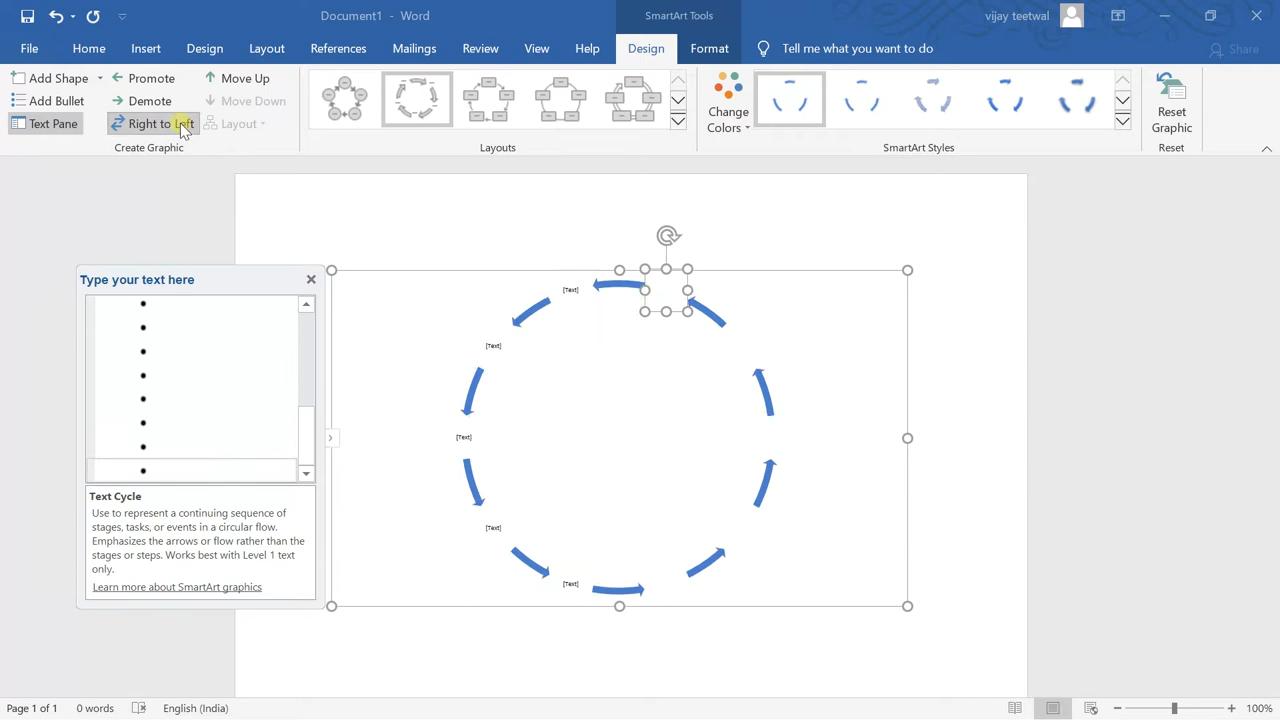 Document1 - Word
SmartArt Tools
vijay teetwal
File Home Insert Design Layout References Mailings Review View Help Design Format Tell me what you want to do Share
Add Shape Promote Move Up
Add Bullet Demote Move Down
Text Pane Right to Left Layout
Create Graphic
Layouts
Change
Colors
SmartArt Styles
Reset
Graphic
Reset
Type your text here
Text Cycle
Use to represent a continuing sequence of
stages, tasks, or events in a circular flow.
Emphasizes the arrows or flow rather than the
stages or steps. Works best with Level 1 text
only.
Learn more about SmartArt graphics
[Text]
[Text]
[Text]
[Text]
[Text]
Page 1 of 1 0 words English (India) 100%